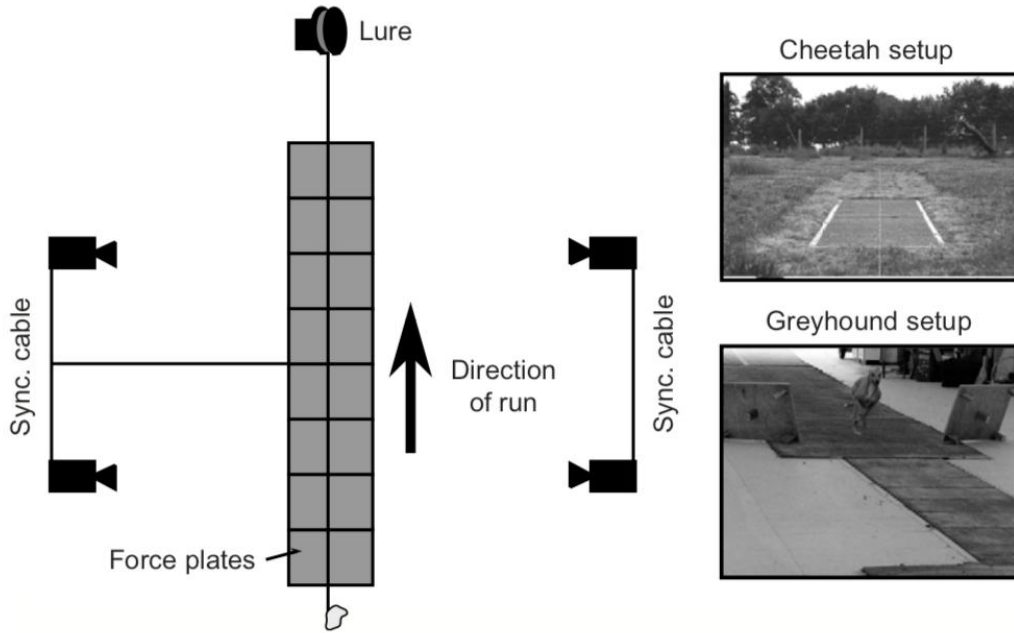 Lure
Cheetah setup
Sync. cable
Direction
of run
Sync. cable
Greyhound setup
Force plates